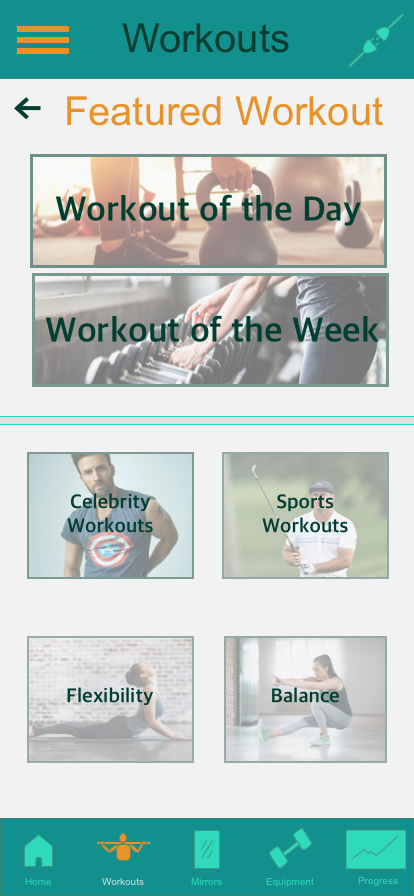 Workouts
Featured Workout
Workout of the Day
Workout of the Week
Celebrity
Workouts
Sports
Workouts
Flexibility
Balance
Home
Workouts
Mirrors
Equipment
Progress